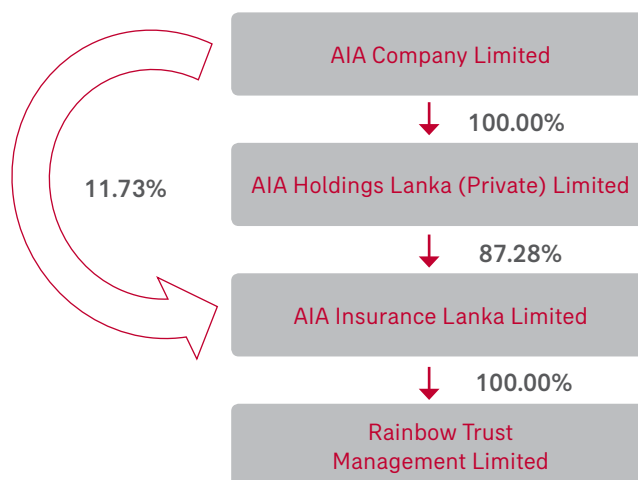 AIA Company Limited
100.00%
11.73%
AIA Holdings Lanka (Private) Limited
87.28%
AIA Insurance Lanka Limited
100.00%
Rainbow Trust
Management Limited